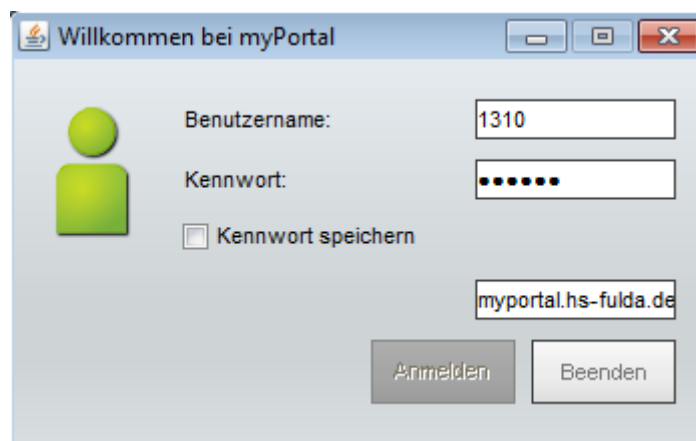 Willkommen bei myPortal
Benutzername: 1310
Kennwort: ●●●●●●
Kennwort speichern
myportal.hs-fulda.de
Anmelden Beenden